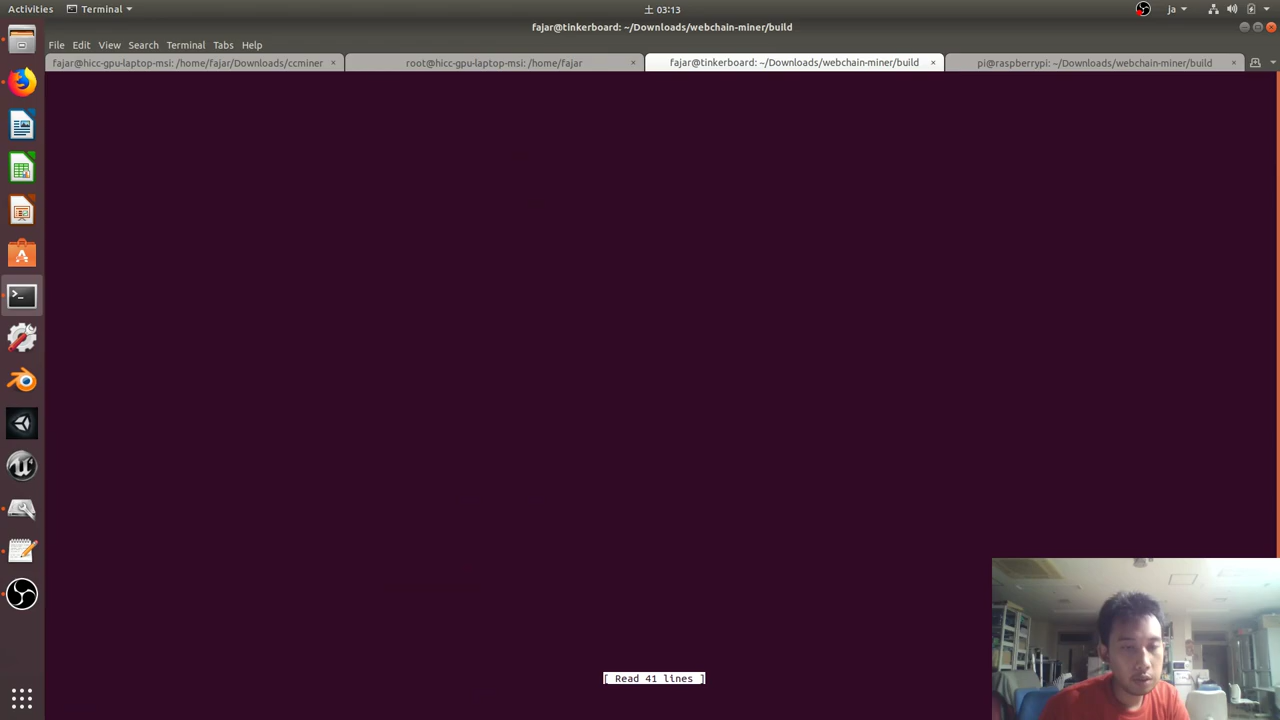 Activities
Terminal
土 03:13
ja
fajar@tinkerboard: ~/Downloads/webchain-miner/build
File Edit View Search Terminal Tabs Help
fajar@hicc-gpu-laptop-msi: /home/fajar/Downloads/ccminer
root@hicc-gpu-laptop-msi: /home/fajar
fajar@tinkerboard: ~/Downloads/webchain-miner/build
pi@raspberrypi: ~/Downloads/webchain-miner/build
[ Read 41 lines ]